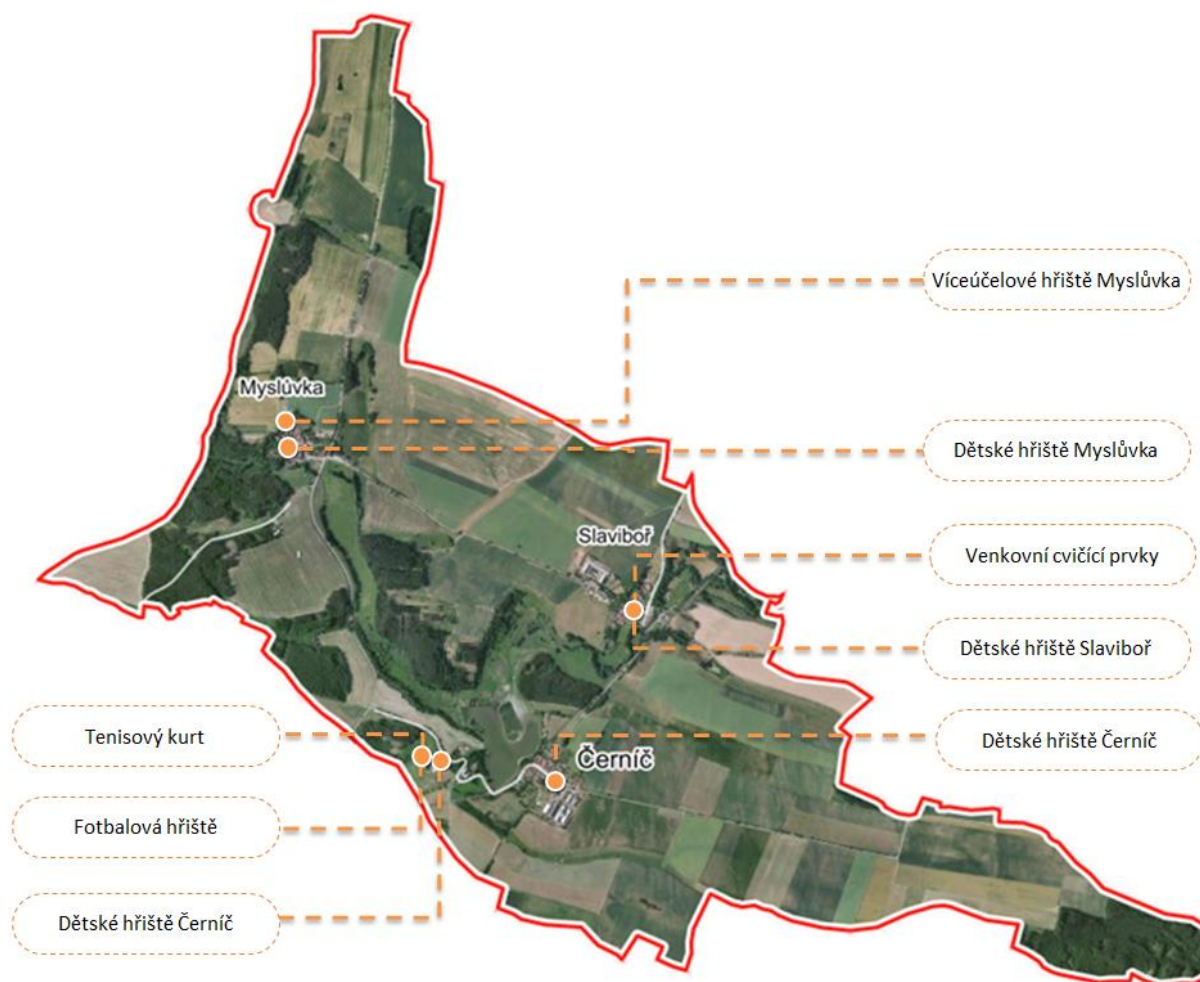 Víceúčelové hřiště Myslůvka
Myslůvka
Dětské hřiště Myslůvka
Slaviboř
Venkovní cvičící prvky
Dětské hřiště Slaviboř
Tenisový kurt
Černíč
Dětské hřiště Černíč
Fotbalová hřiště
Dětské hřiště Černíč